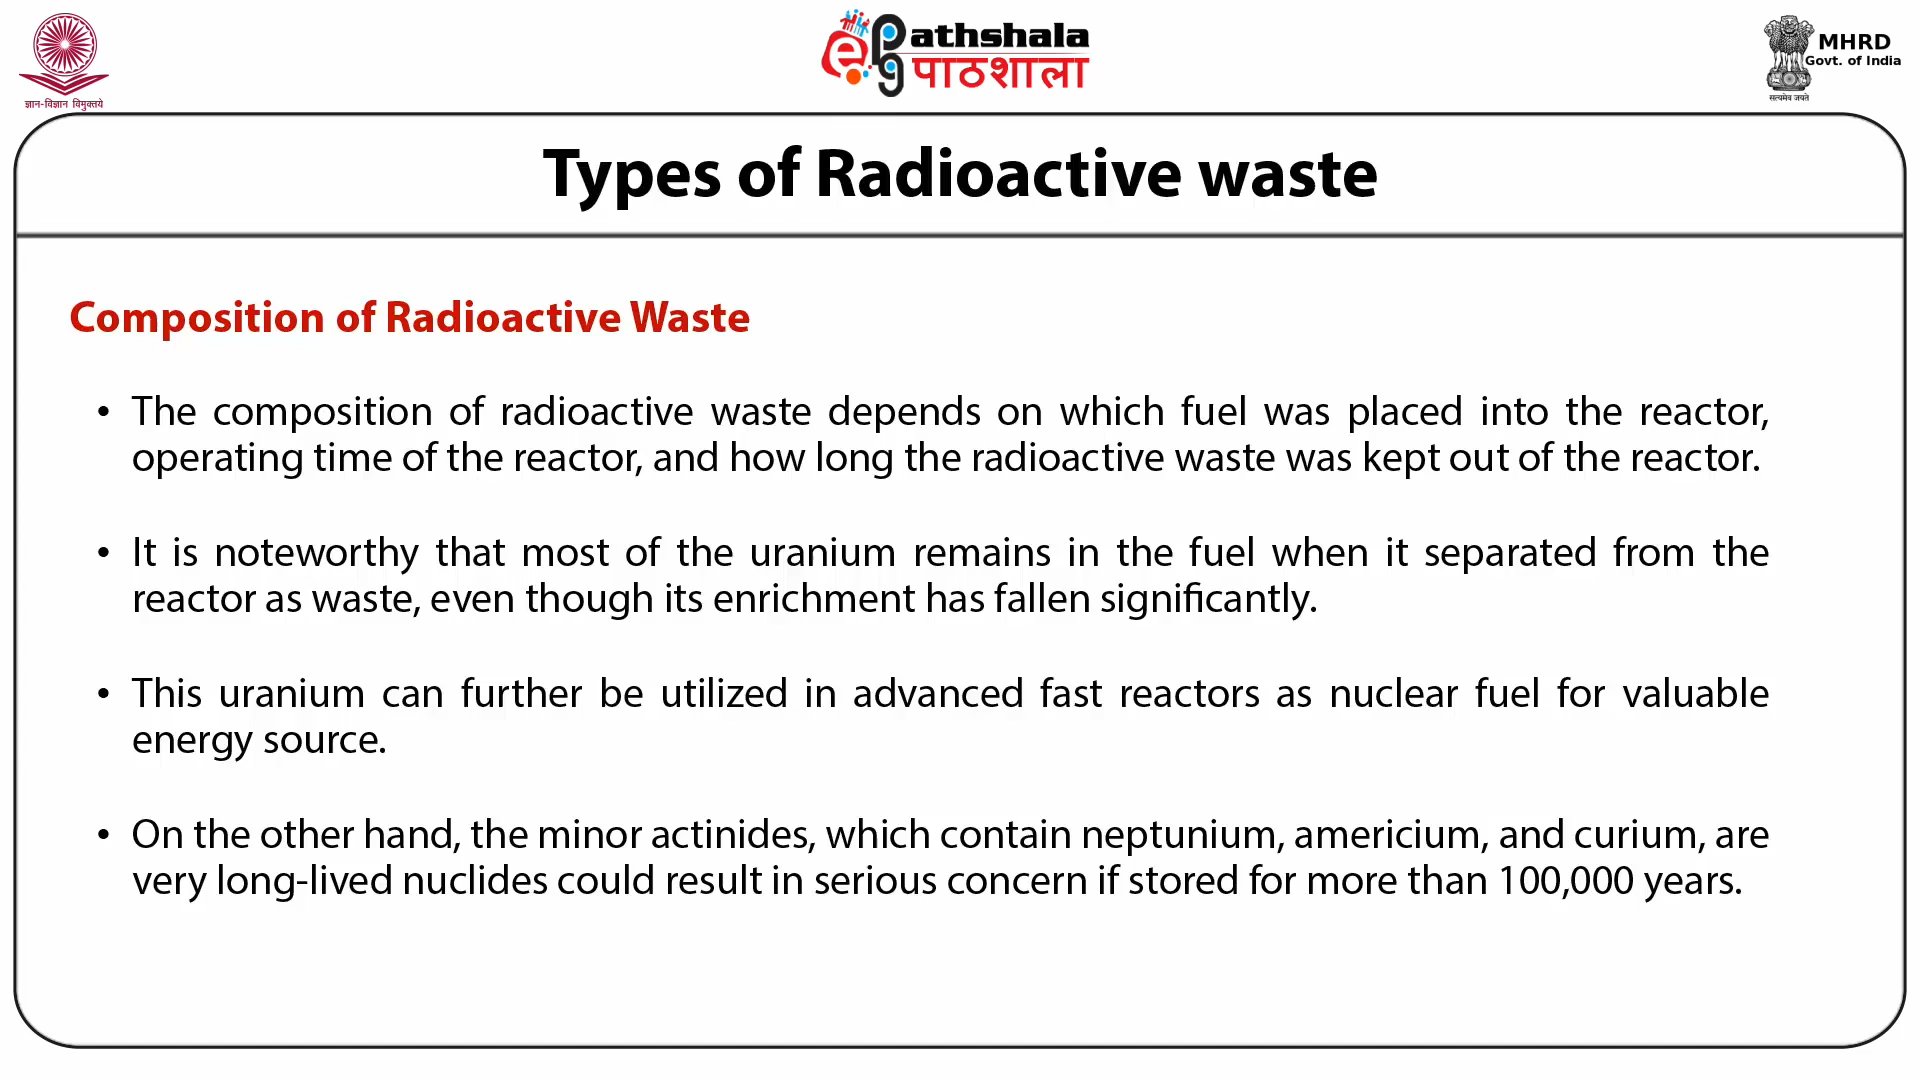 ज्ञान-विज्ञान विमुक्तये
ePathshala
पाठशाला
MHRD
Govt. of India
सत्यमेव जयते
Types of Radioactive waste
Composition of Radioactive Waste
• The composition of radioactive waste depends on which fuel was placed into the reactor,
operating time of the reactor, and how long the radioactive waste was kept out of the reactor.
• It is noteworthy that most of the uranium remains in the fuel when it separated from the
reactor as waste, even though its enrichment has fallen significantly.
• This uranium can further be utilized in advanced fast reactors as nuclear fuel for valuable
energy source.
• On the other hand, the minor actinides, which contain neptunium, americium, and curium, are
very long-lived nuclides could result in serious concern if stored for more than 100,000 years.